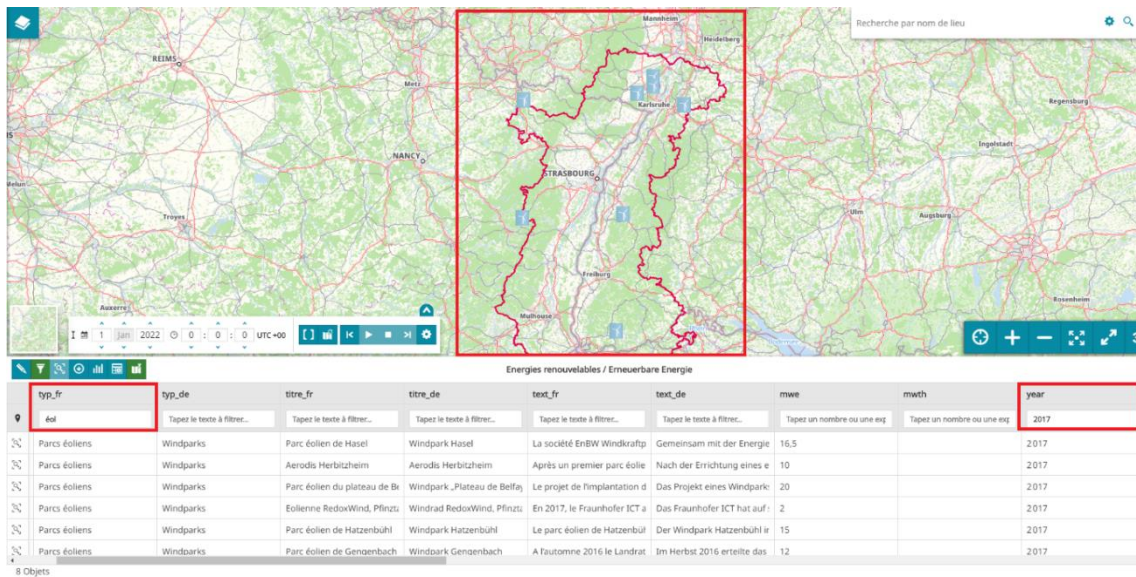 Mannheim
Recherche par nom de lieu
Heidelberg
REIMS
Metz
Karlsruhe
Regensburg
Ingolstadt
NANCY
STRASBOURG
Melun
Troyes
Ulm
Augsburg
Freiburg
Auxerre
Rosenheim
Mulhouse
1 Jan 2022 0 : 0 : 0 UTC +00
Energies renouvelables / Erneuerbare Energie
typ_fr typ_de titre_fr titre_de text_fr text_de mwe mwth year
éol Tapez le texte à filtrer... Tapez le texte à filtrer... Tapez le texte à filtrer... Tapez le texte à filtrer... Tapez le texte à filtrer... Tapez un nombre ou une exp Tapez un nombre ou une exp 2017
Parcs éoliens Windparks Parc éolien de Hasel Windpark Hasel La société EnBW Windkraftp Gemeinsam mit der Energie 16,5 2017
Parcs éoliens Windparks Aerodis Herbitzheim Aerodis Herbitzheim Après un premier parc éolie Nach der Errichtung eines e 10 2017
Parcs éoliens Windparks Parc éolien du plateau de Be Windpark „Plateau de Belfay Le projet de l'implantation d Das Projekt eines Windpark 20 2017
Parcs éoliens Windparks Eolienne RedoxWind, Pfinzta Windrad RedoxWind, Pfinzta En 2017, le Fraunhofer ICT a Das Fraunhofer ICT hat auf 2 2017
Parcs éoliens Windparks Parc éolien de Hatzenbühl Windpark Hatzenbühl Le parc éolien de Hatzenbüh Der Windpark Hatzenbühl i 15 2017
Parcs éoliens Windparks Parc éolien de Gengenbach Windpark Gengenbach A l'automne 2016 le Landrat Im Herbst 2016 erteilte das 12 2017
8 Objets